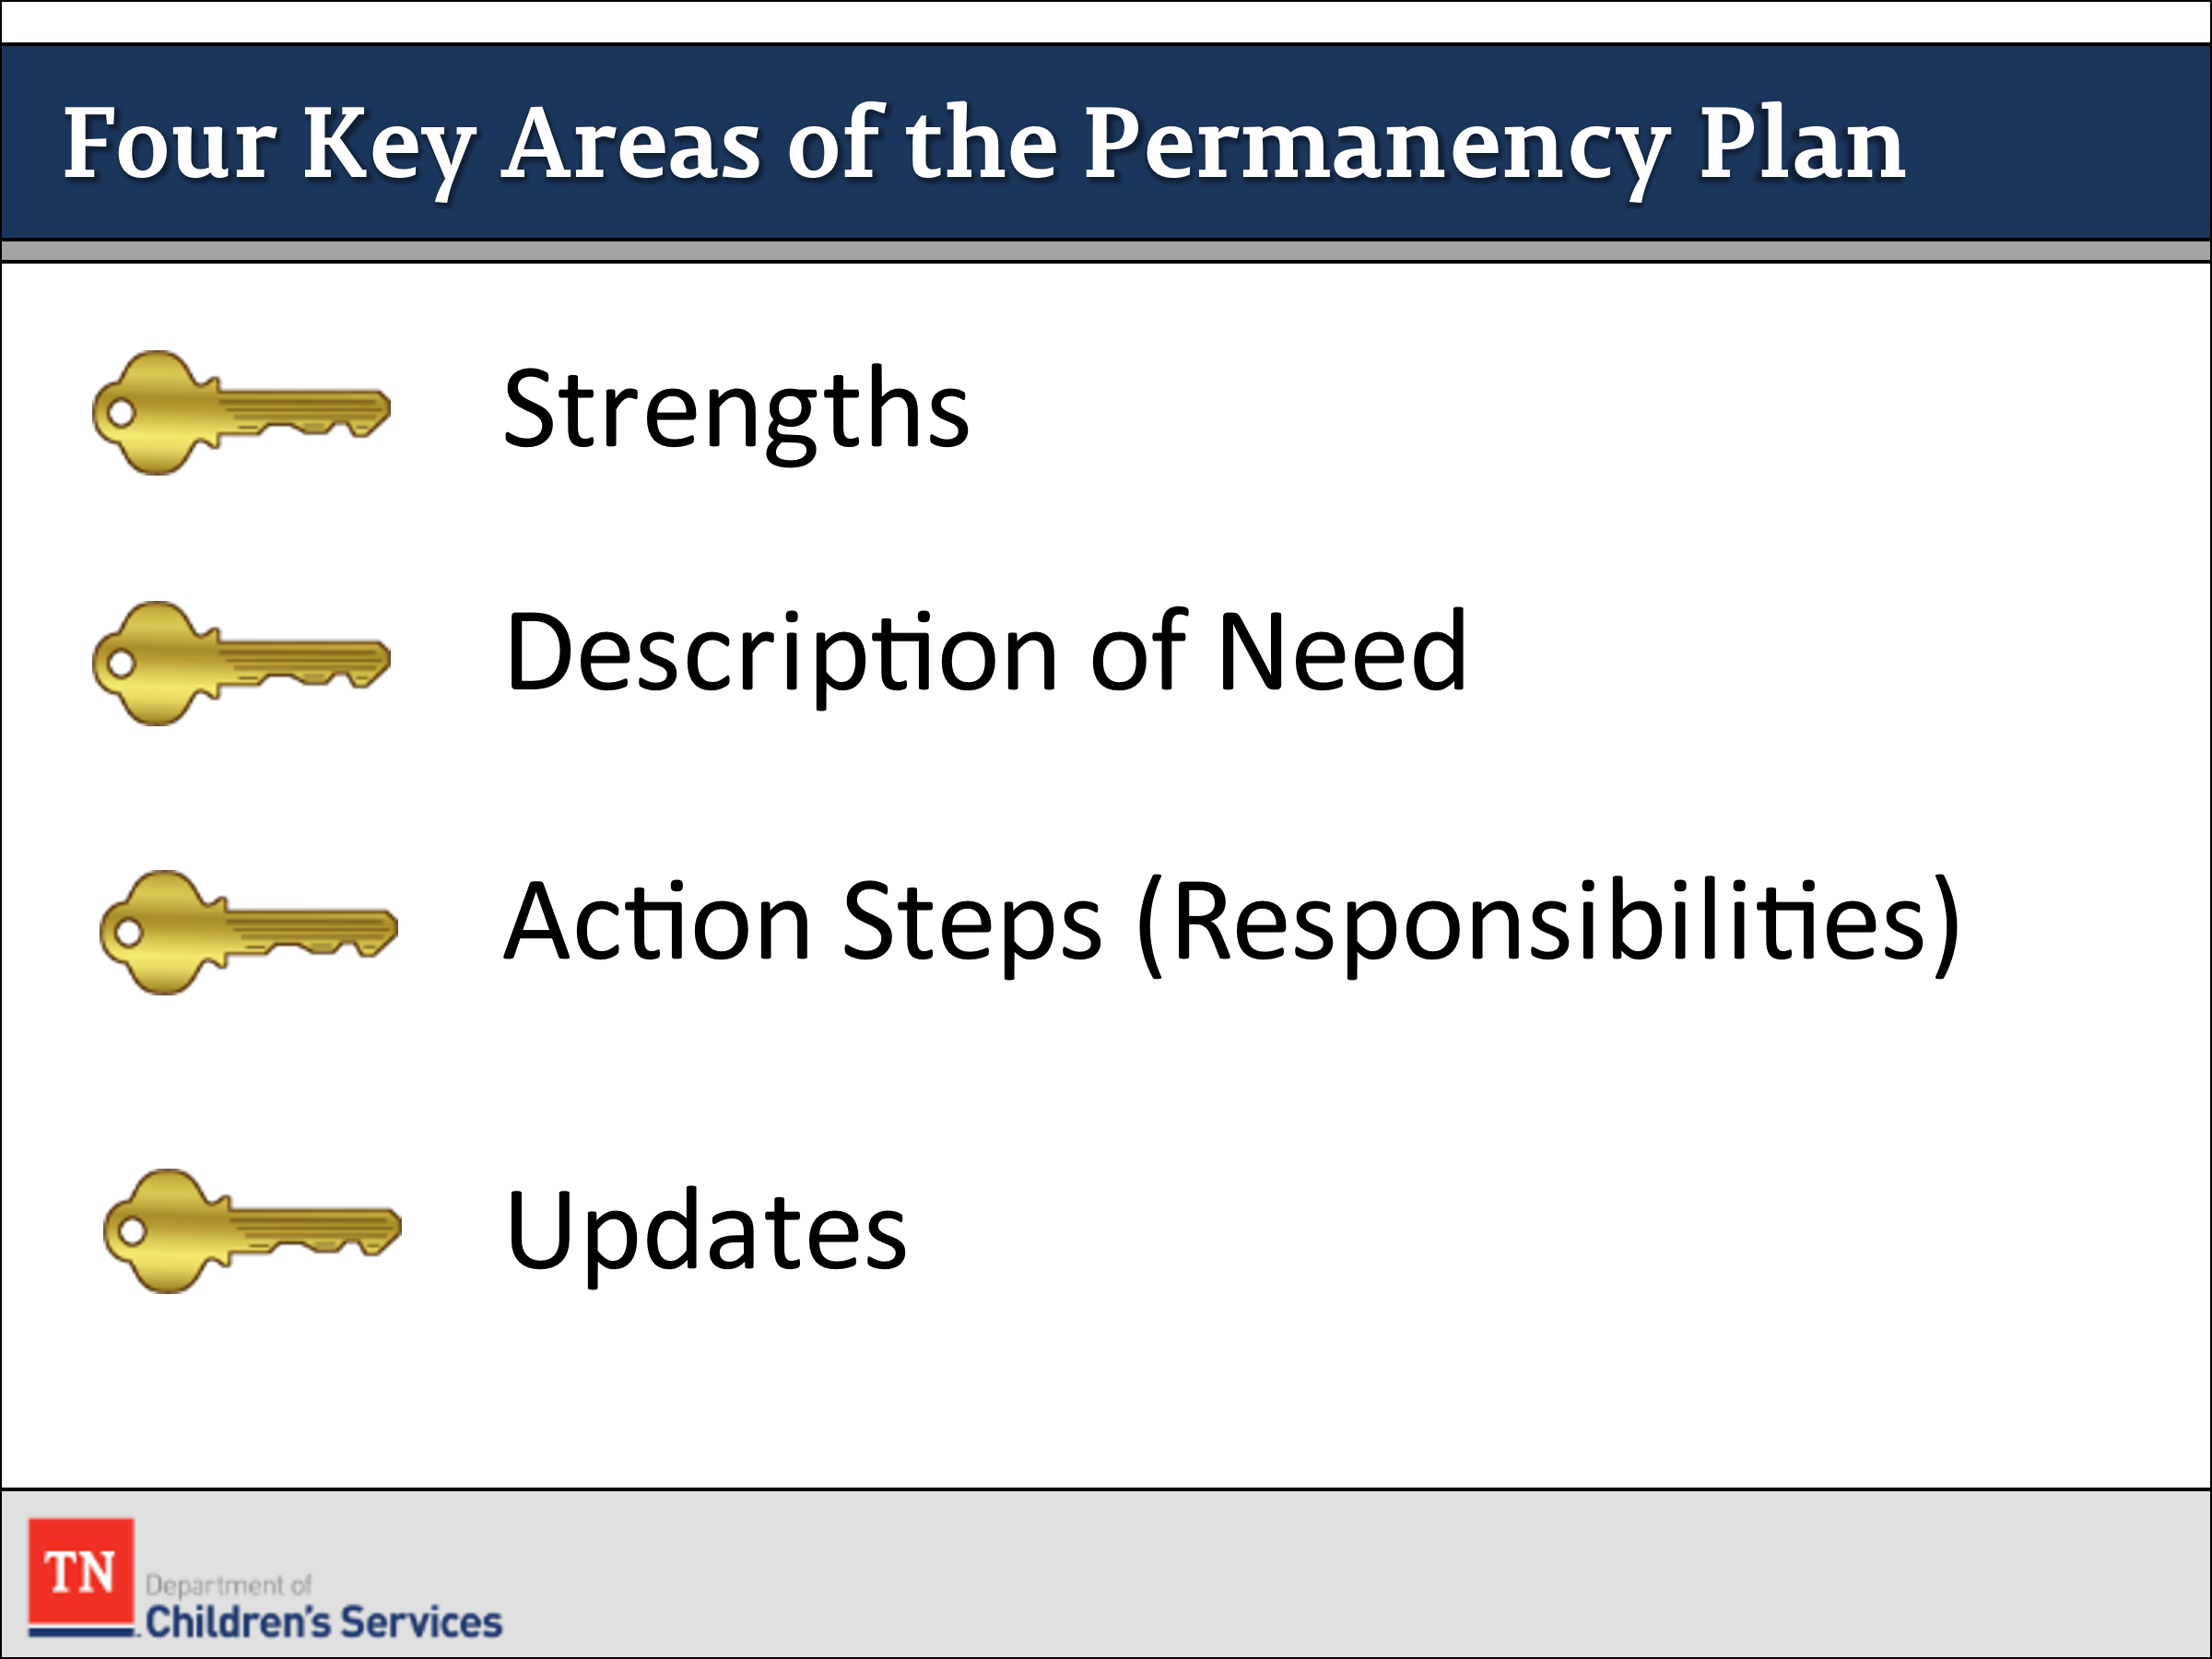 Four Key Areas of the Permanency Plan
Strengths
Description of Need
Action Steps (Responsibilities)
Updates
TN
Department of
Children's Services